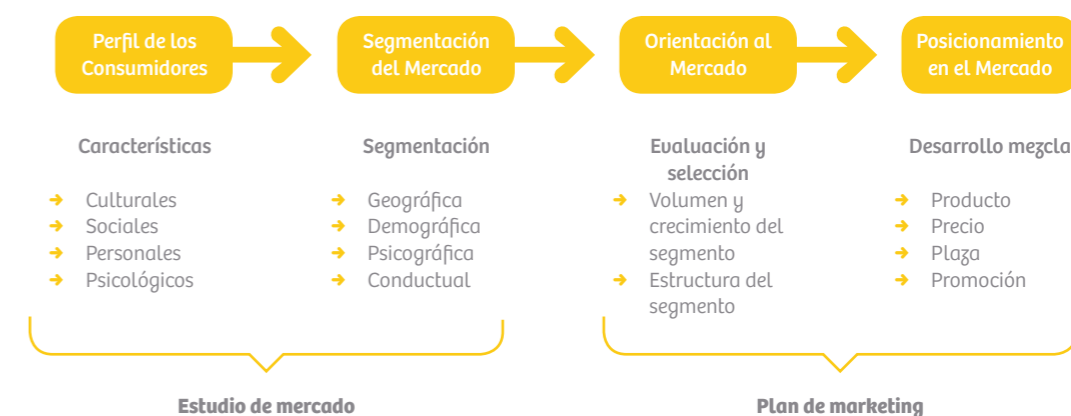 Perfil de los
Consumidores
Segmentación
del Mercado
Orientación al
Mercado
Posicionamiento
en el Mercado
Características
Culturales
Sociales
Personales
Psicológicos
Segmentación
Geográfica
Demográfica
Psicográfica
Conductual
Evaluación y
selección
Volumen y
crecimiento del
segmento
Estructura del
segmento
Desarrollo mezcla
Producto
Precio
Plaza
Promoción
Estudio de mercado
Plan de marketing